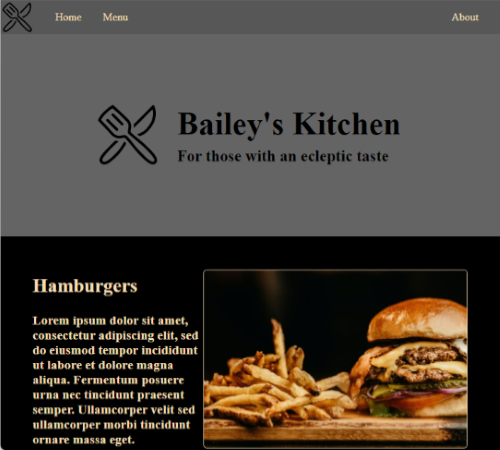 Home Menu About
Bailey's Kitchen
For those with an ecleptic taste
Hamburgers
Lorem ipsum dolor sit amet,
consectetur adipiscing elit, sed
do eiusmod tempor incididunt
ut labore et dolore magna
aliqua. Fermentum posuere
urna nec tincidunt praesent
semper. Ullamcorper velit sed
ullamcorper morbi tincidunt
ornare massa eget.